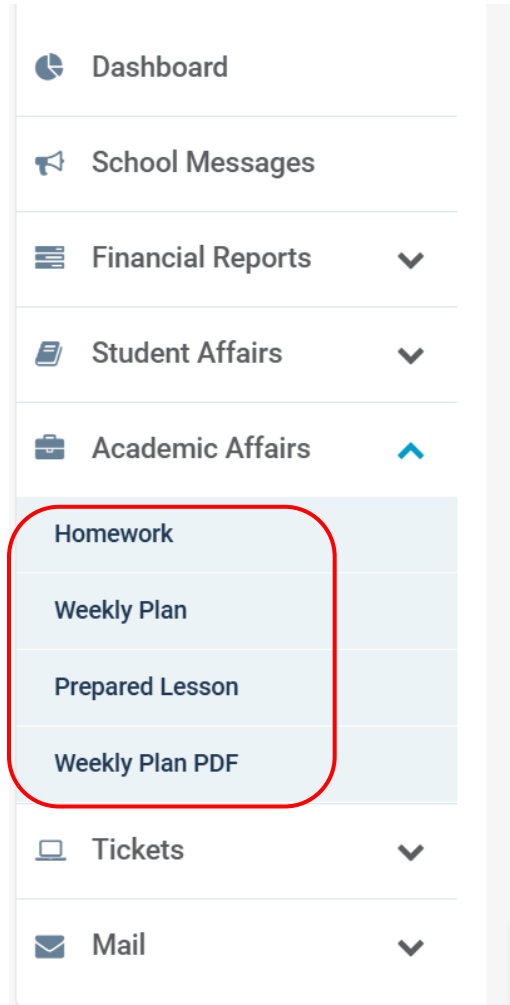 Dashboard
School Messages
Financial Reports
Student Affairs
Academic Affairs
Homework
Weekly Plan
Prepared Lesson
Weekly Plan PDF
Tickets
Mail